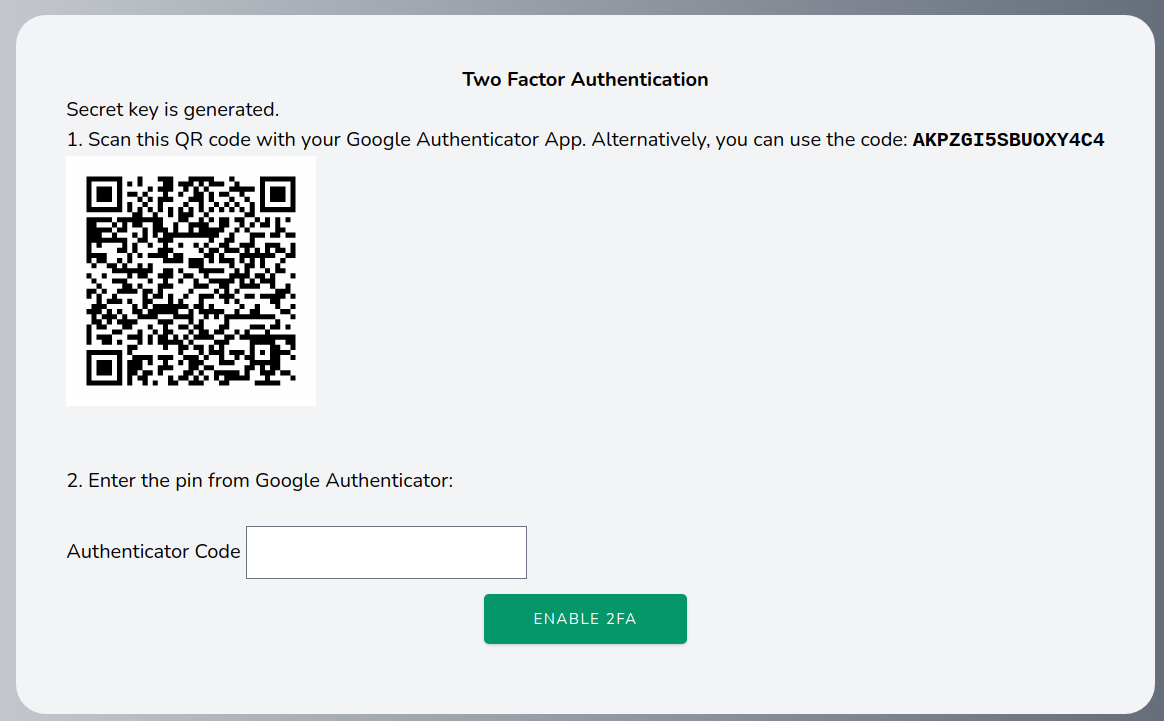 Two Factor Authentication
Secret key is generated.
1. Scan this QR code with your Google Authenticator App. Alternatively, you can use the code: AKPZGI5SBUOXY4C4
2. Enter the pin from Google Authenticator:
Authenticator Code
ENABLE 2FA